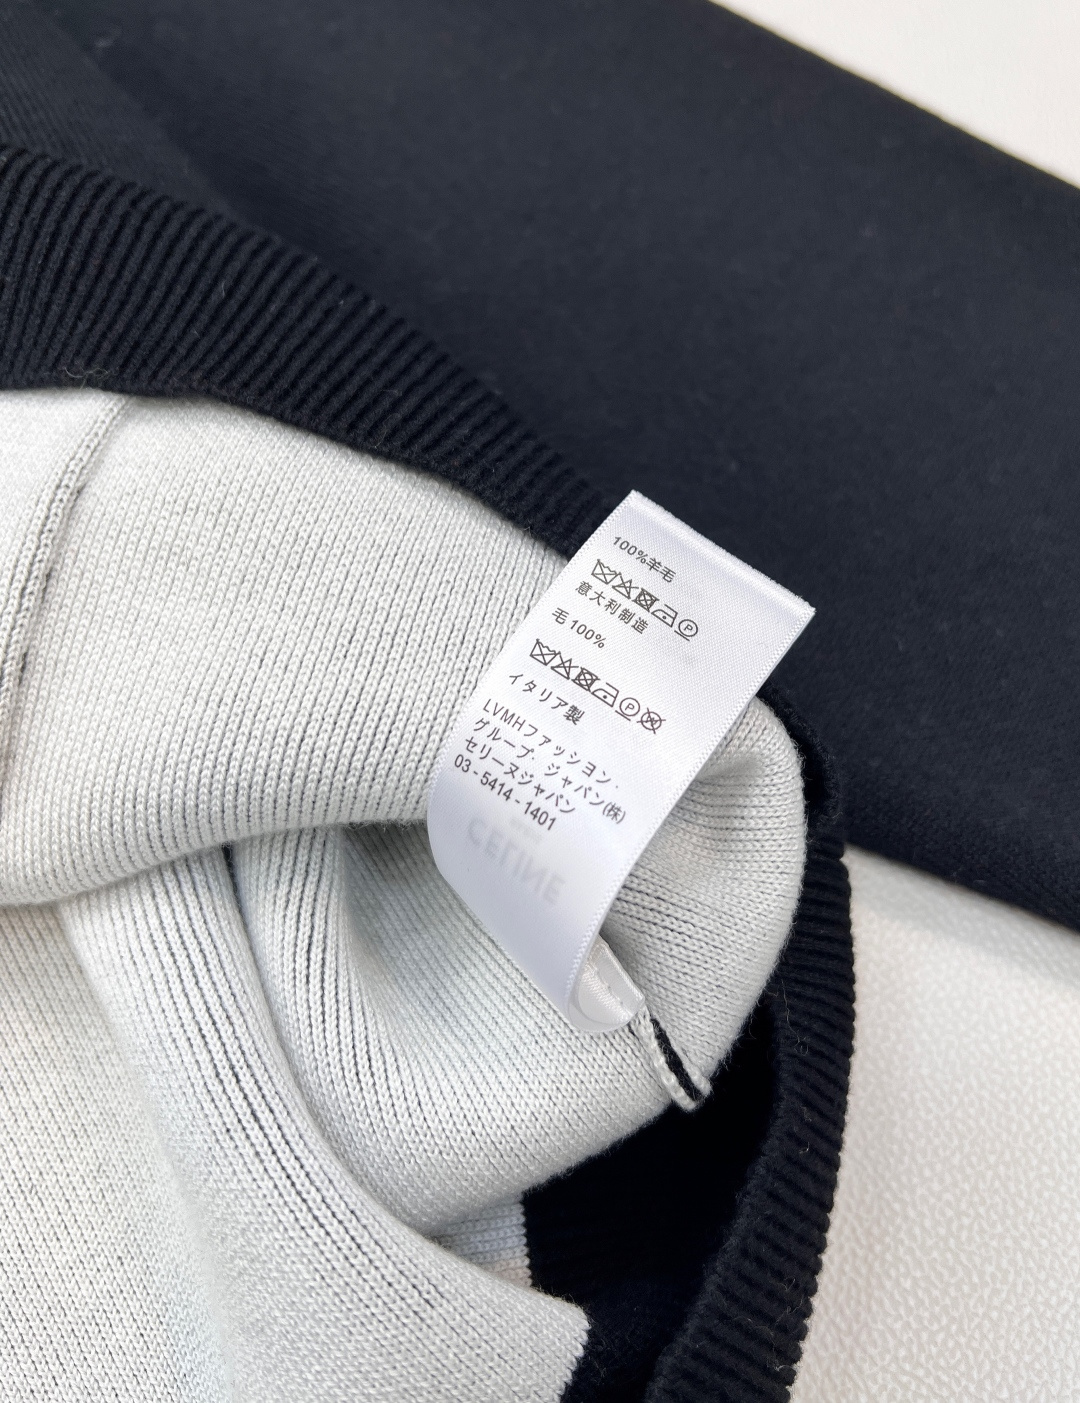 100%羊毛
意大利制造
毛 100%
イタリア製
LVMHファッション・
グループ・ジャパン(株)
セリーヌジャパン
03-5414-1401
CELINE